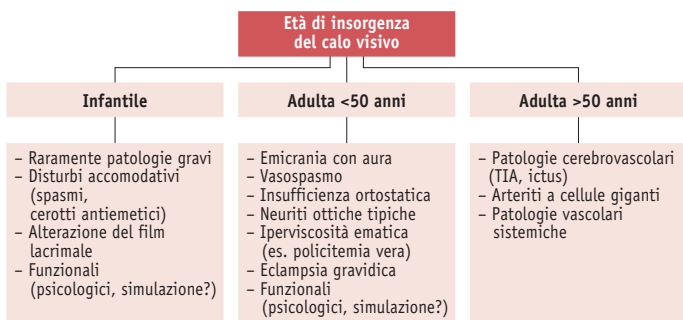 Età di insorgenza
del calo visivo
Infantile
– Raramente patologie gravi
– Disturbi accomodativi
(spasmi,
cerotti antiemetici)
– Alterazione del film
lacrimale
– Funzionali
(psicologici, simulazione?)
Adulta <50 anni
– Emicrania con aura
– Vasospasmo
– Insufficienza ortostatica
– Neuriti ottiche tipiche
– Iperviscosità ematica
(es. policitemia vera)
– Eclampsia gravidica
– Funzionali
(psicologici, simulazione?)
Adulta >50 anni
– Patologie cerebrovascolari
(TIA, ictus)
– Arteriti a cellule giganti
– Patologie vascolari
sistemiche